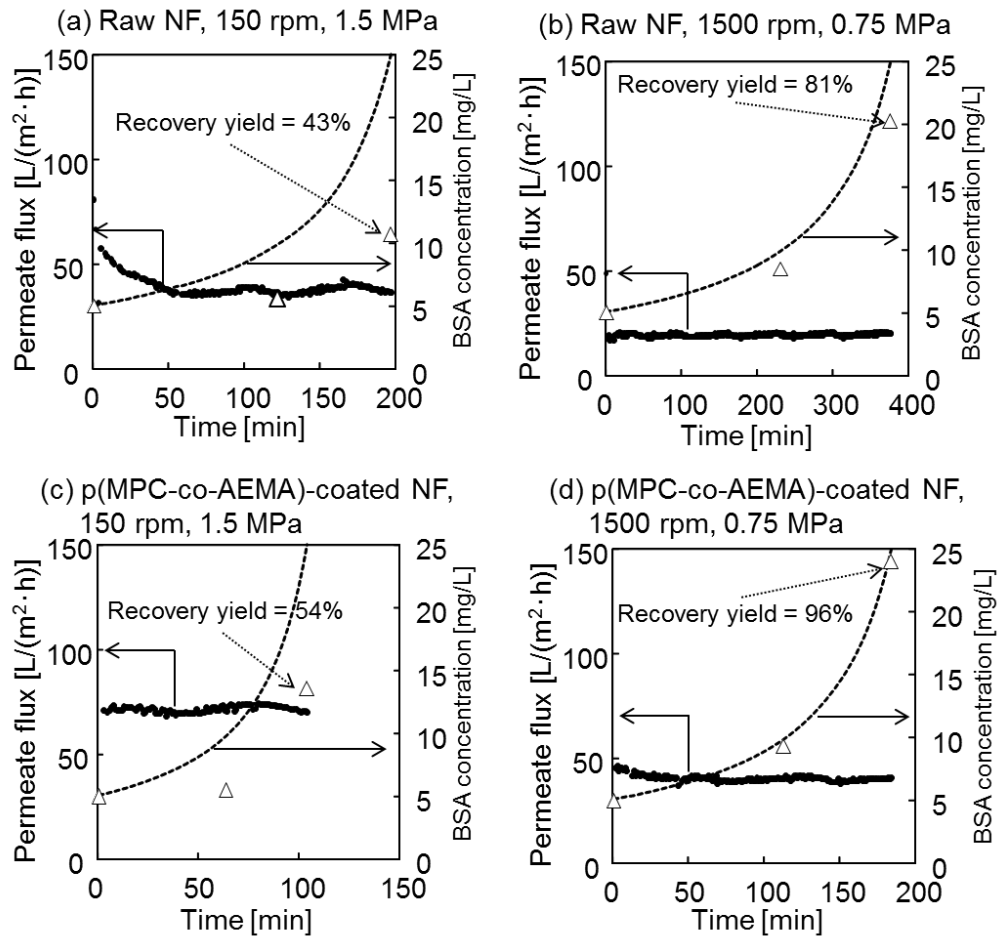 (a) Raw NF, 150 rpm, 1.5 MPa
150
100
50
0
Permeate flux [L/(m²·h)]
Recovery yield = 43%
25
20
15
10
5
0
BSA concentration [mg/L]
0 50 100 150 200
Time [min]
(b) Raw NF, 1500 rpm, 0.75 MPa
150
100
50
0
Permeate flux [L/(m²·h)]
Recovery yield = 81%
25
20
15
10
5
0
BSA concentration [mg/L]
0 100 200 300 400
Time [min]
(c) p(MPC-co-AEMA)-coated NF,
150 rpm, 1.5 MPa
150
100
50
0
Permeate flux [L/(m²·h)]
Recovery yield = 54%
25
20
15
10
5
0
BSA concentration [mg/L]
0 50 100 150
Time [min]
(d) p(MPC-co-AEMA)-coated NF,
1500 rpm, 0.75 MPa
150
100
50
0
Permeate flux [L/(m²·h)]
Recovery yield = 96%
25
20
15
10
5
0
BSA concentration [mg/L]
0 50 100 150 200
Time [min]